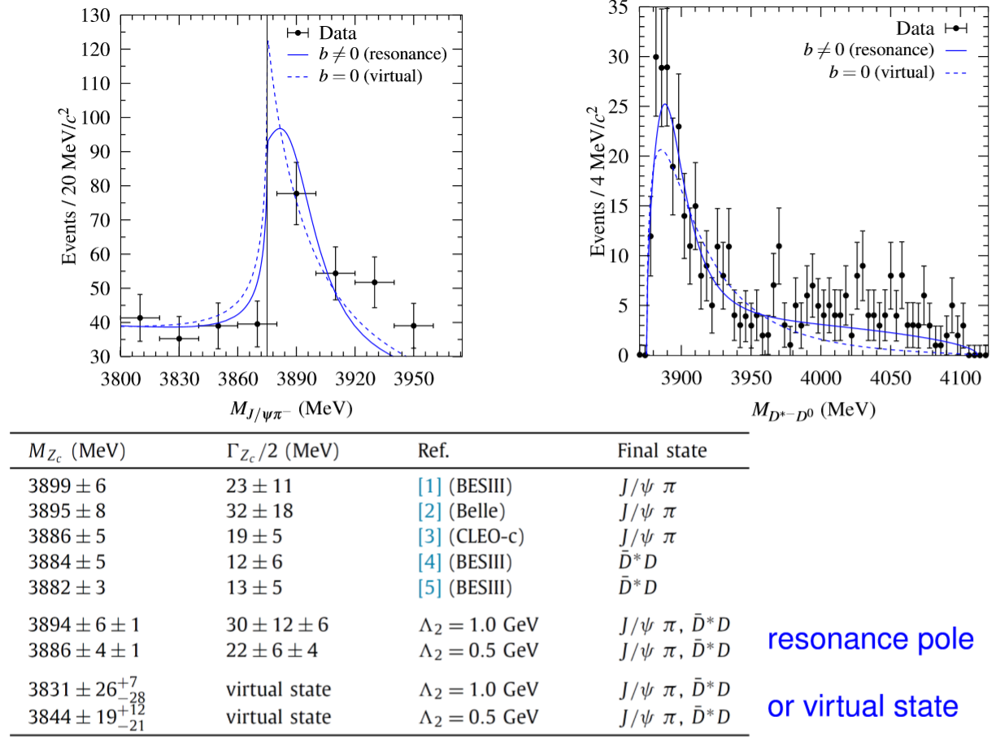 130
120
110
100
90
80
70
60
50
40
30
Events / 20 MeV/c²
Data
b ≠ 0 (resonance)
b = 0 (virtual)
3800 3830 3860 3890 3920 3950
M_{J/ψπ⁻} (MeV)
35
30
25
20
15
10
5
0
Events / 4 MeV/c²
Data
b ≠ 0 (resonance)
b = 0 (virtual)
3900 3950 4000 4050 4100
M_{D*⁻D⁰} (MeV)
M_{Z_c} (MeV) Γ_{Z_c}/2 (MeV) Ref. Final state
3899 ± 6 23 ± 11 [1] (BESIII) J/ψ π
3895 ± 8 32 ± 18 [2] (Belle) J/ψ π
3886 ± 5 19 ± 5 [3] (CLEO-c) J/ψ π
3884 ± 5 12 ± 6 [4] (BESIII) D̄*D
3882 ± 3 13 ± 5 [5] (BESIII) D̄*D
3894 ± 6 ± 1 30 ± 12 ± 6 Λ₂ = 1.0 GeV J/ψ π, D̄*D
3886 ± 4 ± 1 22 ± 6 ± 4 Λ₂ = 0.5 GeV J/ψ π, D̄*D
resonance pole
3831 ± 26^{+7}_{−28} virtual state Λ₂ = 1.0 GeV J/ψ π, D̄*D
3844 ± 19^{+12}_{−21} virtual state Λ₂ = 0.5 GeV J/ψ π, D̄*D
or virtual state